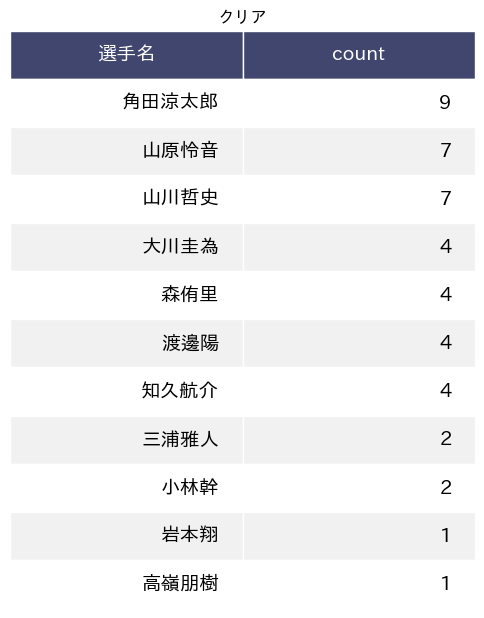 クリア
選手名 count
角田涼太郎 9
山原怜音 7
山川哲史 7
大川圭為 4
森侑里 4
渡邊陽 4
知久航介 4
三浦雅人 2
小林幹 2
岩本翔 1
高嶺朋樹 1